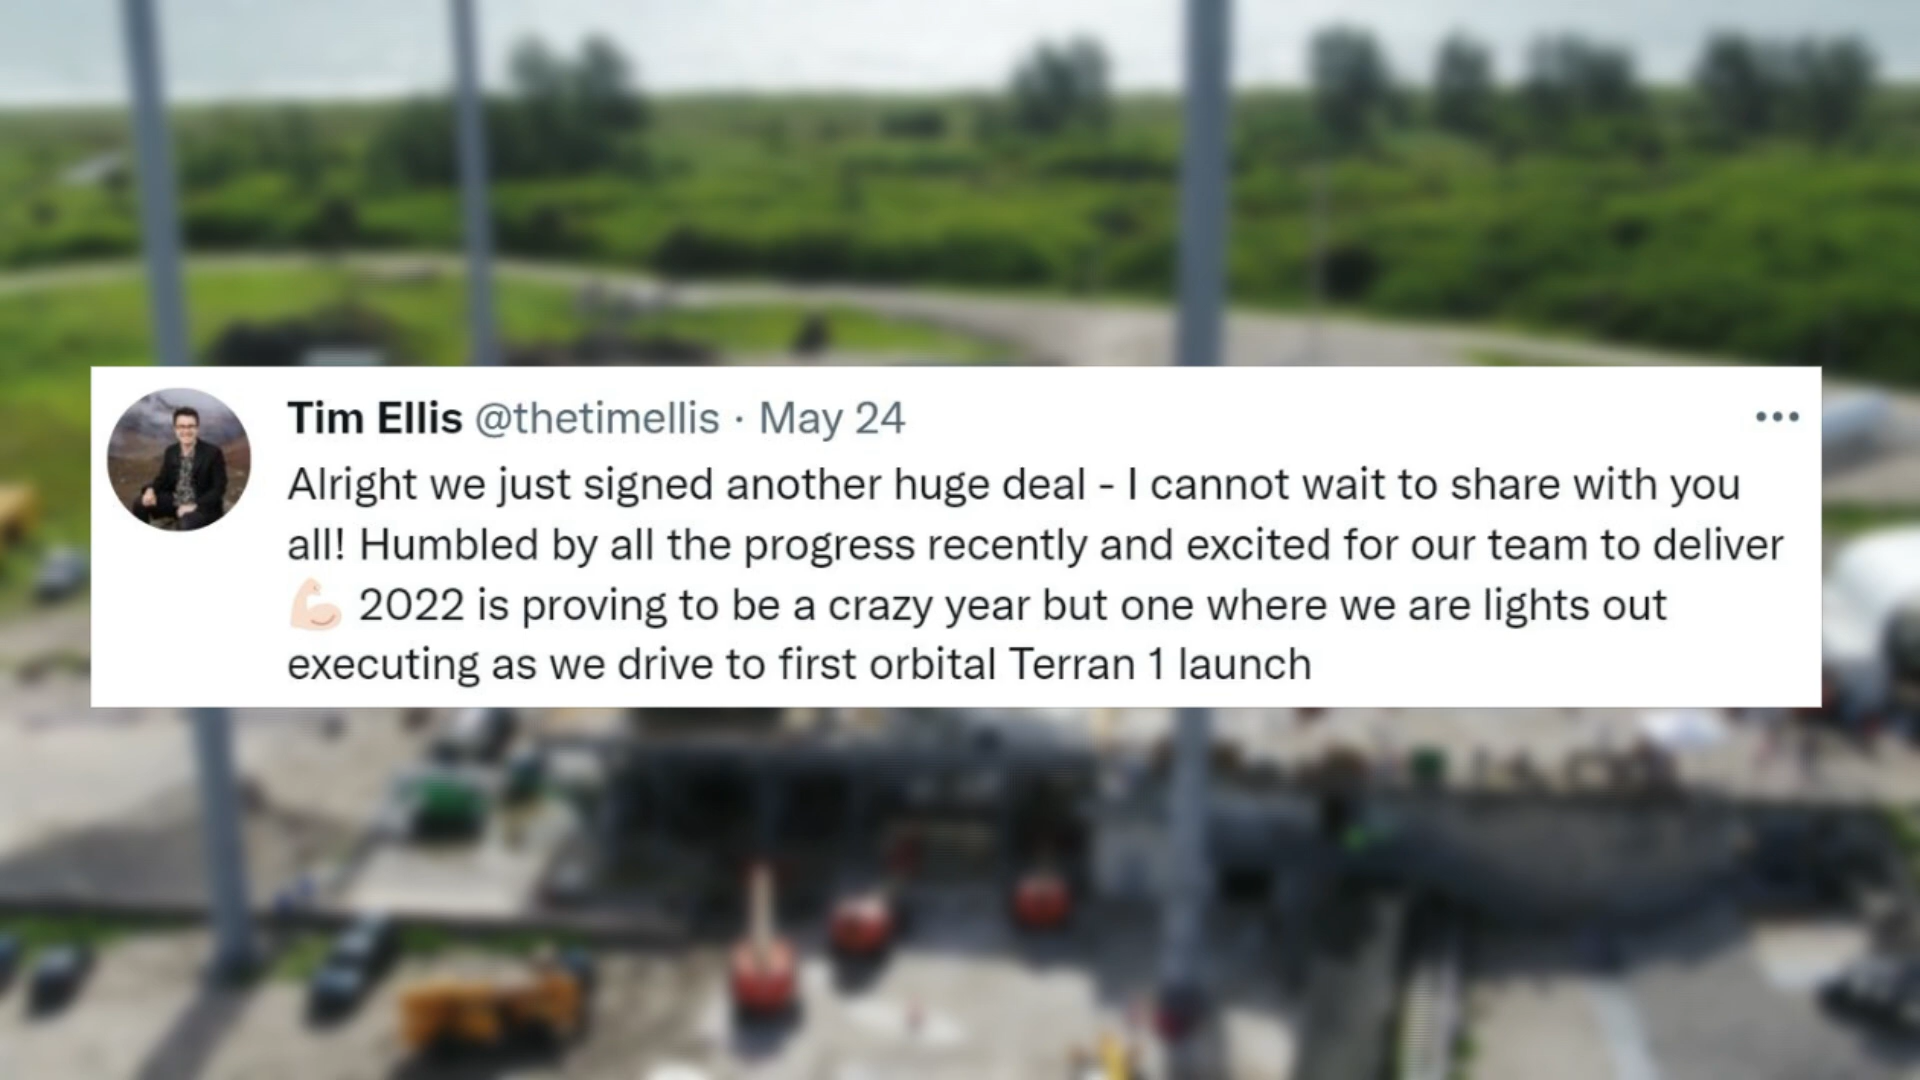 Tim Ellis @thetimellis · May 24
Alright we just signed another huge deal - I cannot wait to share with you
all! Humbled by all the progress recently and excited for our team to deliver
💪🏻 2022 is proving to be a crazy year but one where we are lights out
executing as we drive to first orbital Terran 1 launch